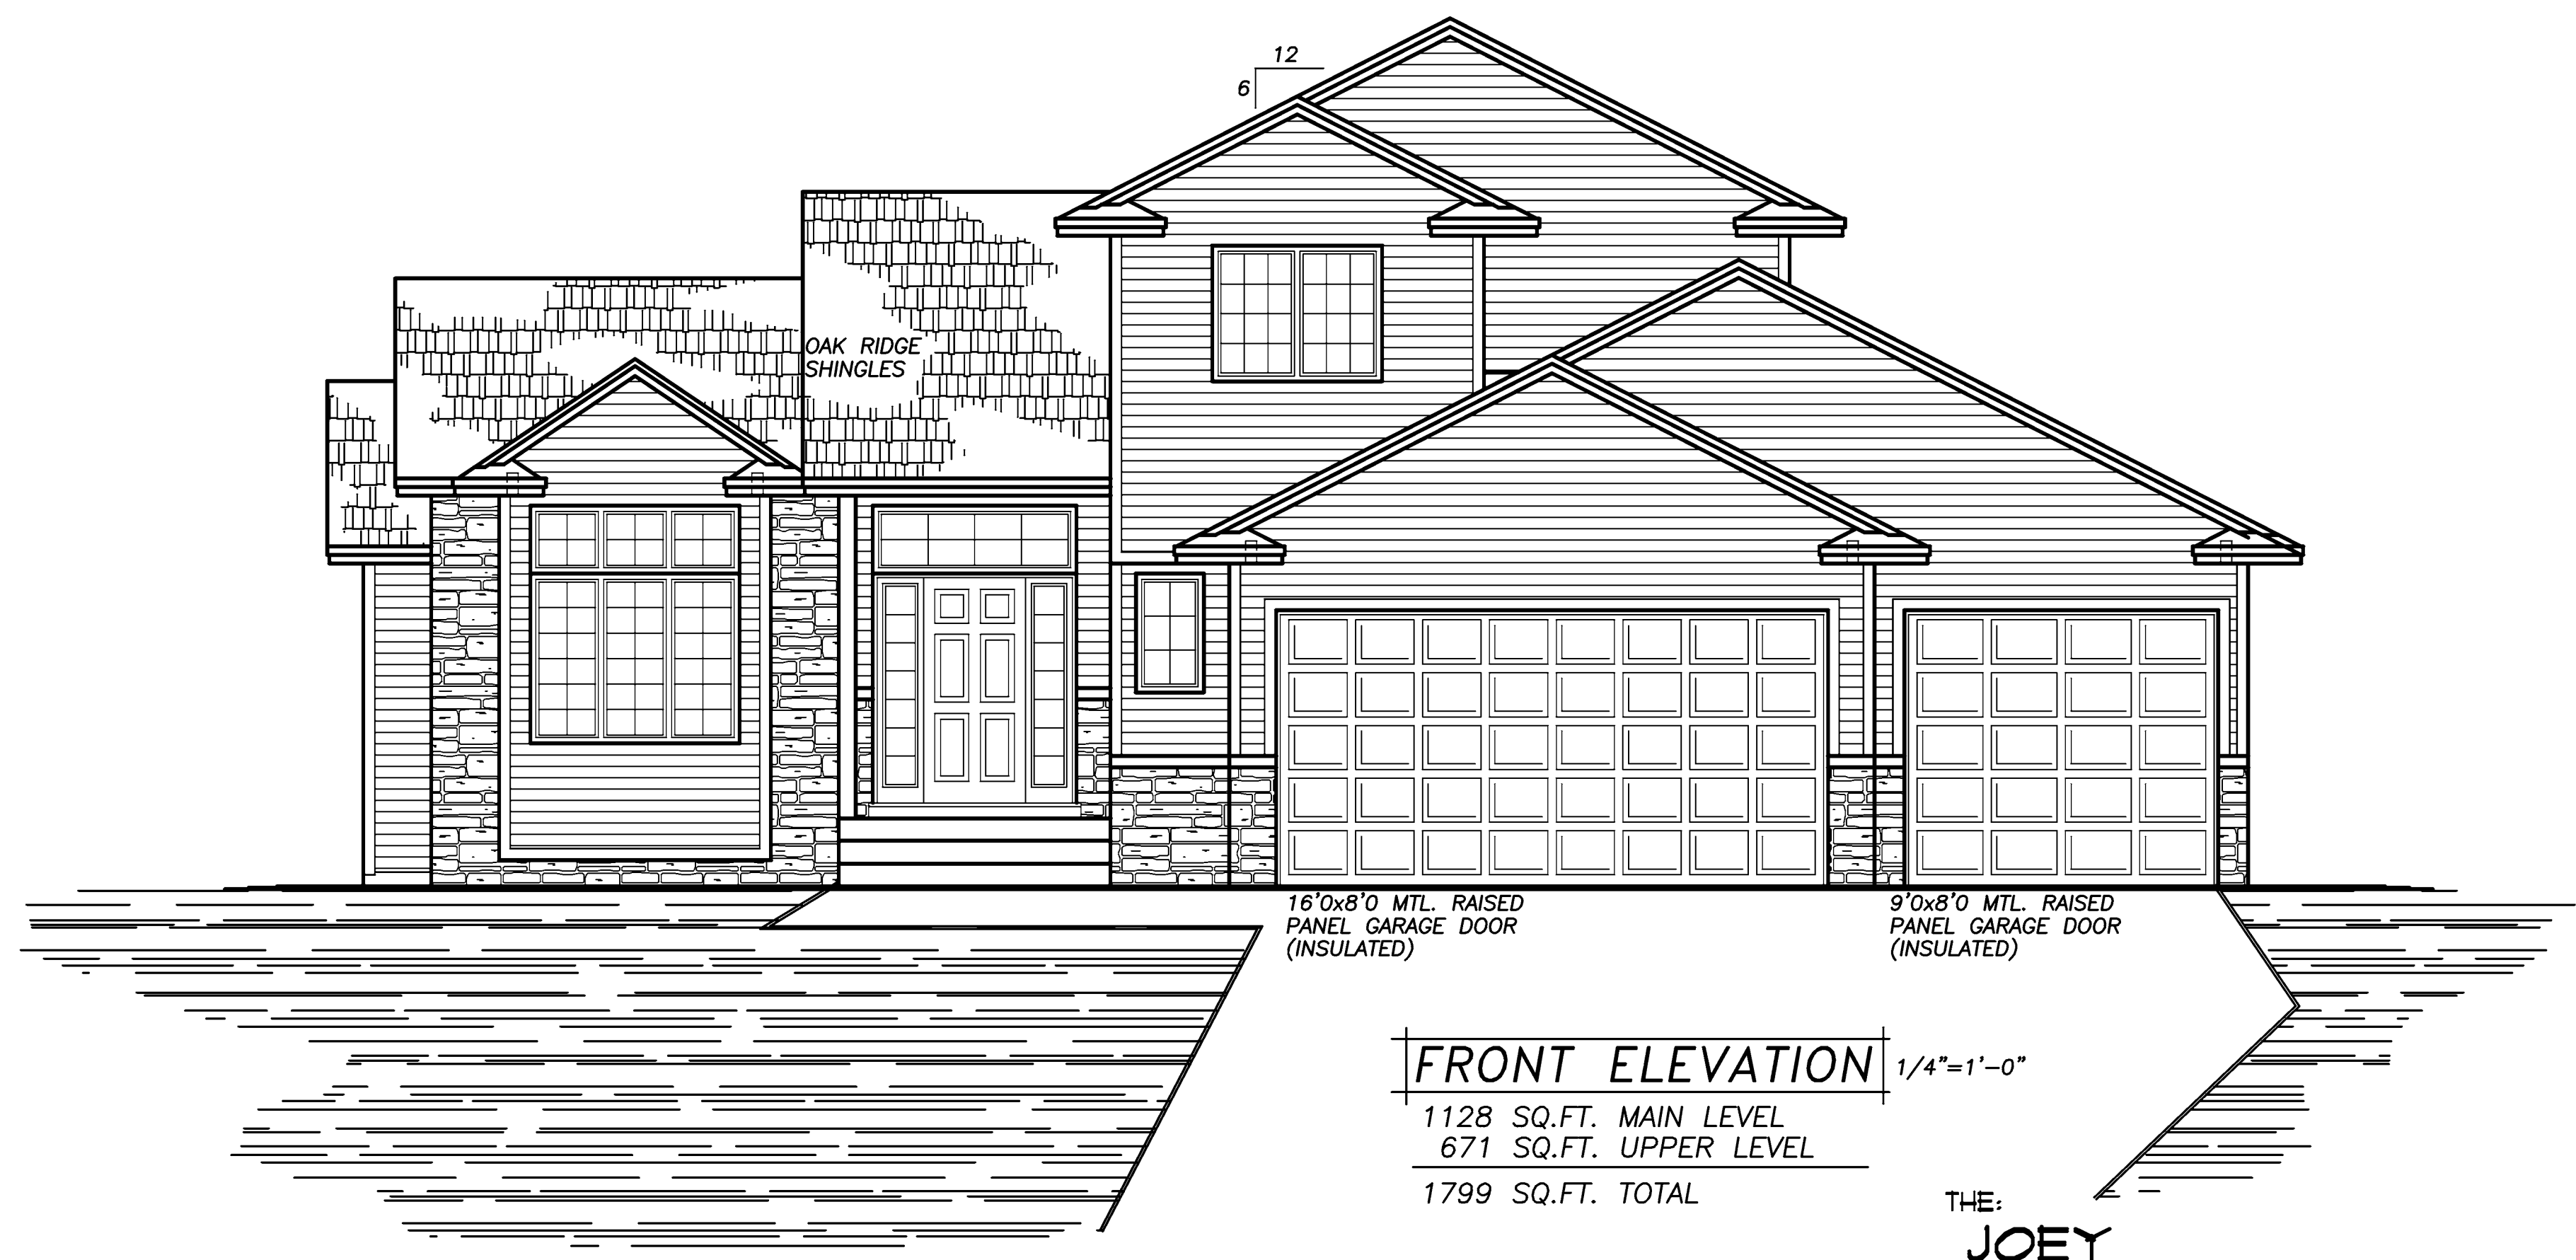 12
6
OAK RIDGE
SHINGLES
16'0x8'0 MTL. RAISED
PANEL GARAGE DOOR
(INSULATED)
9'0x8'0 MTL. RAISED
PANEL GARAGE DOOR
(INSULATED)
FRONT ELEVATION 1/4"=1'-0"
1128 SQ.FT. MAIN LEVEL
671 SQ.FT. UPPER LEVEL
1799 SQ.FT. TOTAL
THE:
JOEY